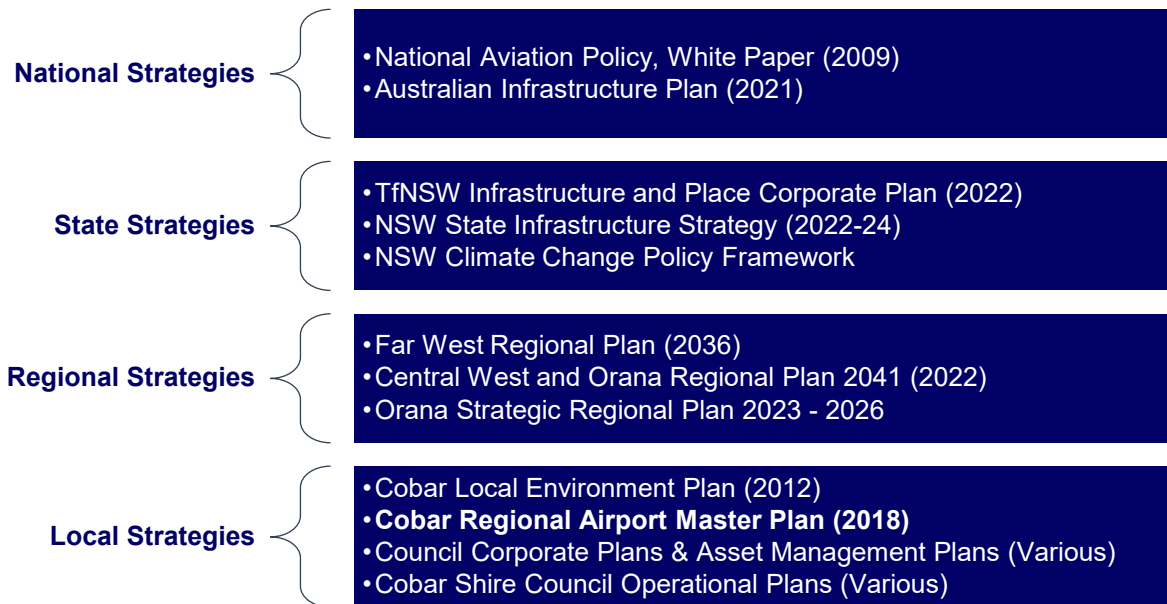 National Strategies
•National Aviation Policy, White Paper (2009)
•Australian Infrastructure Plan (2021)
State Strategies
•TfNSW Infrastructure and Place Corporate Plan (2022)
•NSW State Infrastructure Strategy (2022-24)
•NSW Climate Change Policy Framework
Regional Strategies
•Far West Regional Plan (2036)
•Central West and Orana Regional Plan 2041 (2022)
•Orana Strategic Regional Plan 2023 - 2026
Local Strategies
•Cobar Local Environment Plan (2012)
•Cobar Regional Airport Master Plan (2018)
•Council Corporate Plans & Asset Management Plans (Various)
•Cobar Shire Council Operational Plans (Various)